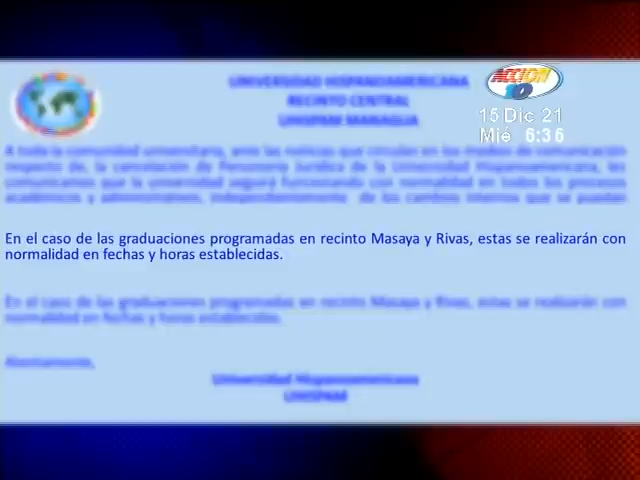 UNIVERSIDAD HISPANOAMERICANA
RECINTO CENTRAL
UNISPAM MANAGUA
ACCION
10
15 Dic 21
Mié 6:36
A toda la comunidad universitaria, ante las noticias que circulan en los medios de comunicación
respecto de, la cancelación de Personería Jurídica de la Universidad Hispanoamericana, les
comunicamos que la universidad seguirá funcionando con normalidad en todos los procesos
académicos y administrativos, independientemente de los cambios internos que se puedan
En el caso de las graduaciones programadas en recinto Masaya y Rivas, estas se realizarán con
normalidad en fechas y horas establecidas.
En el caso de las graduaciones programadas en recinto Masaya y Rivas, estas se realizarán con
normalidad en fechas y horas establecidas.
Atentamente,
Universidad Hispanoamericana
UNISPAM